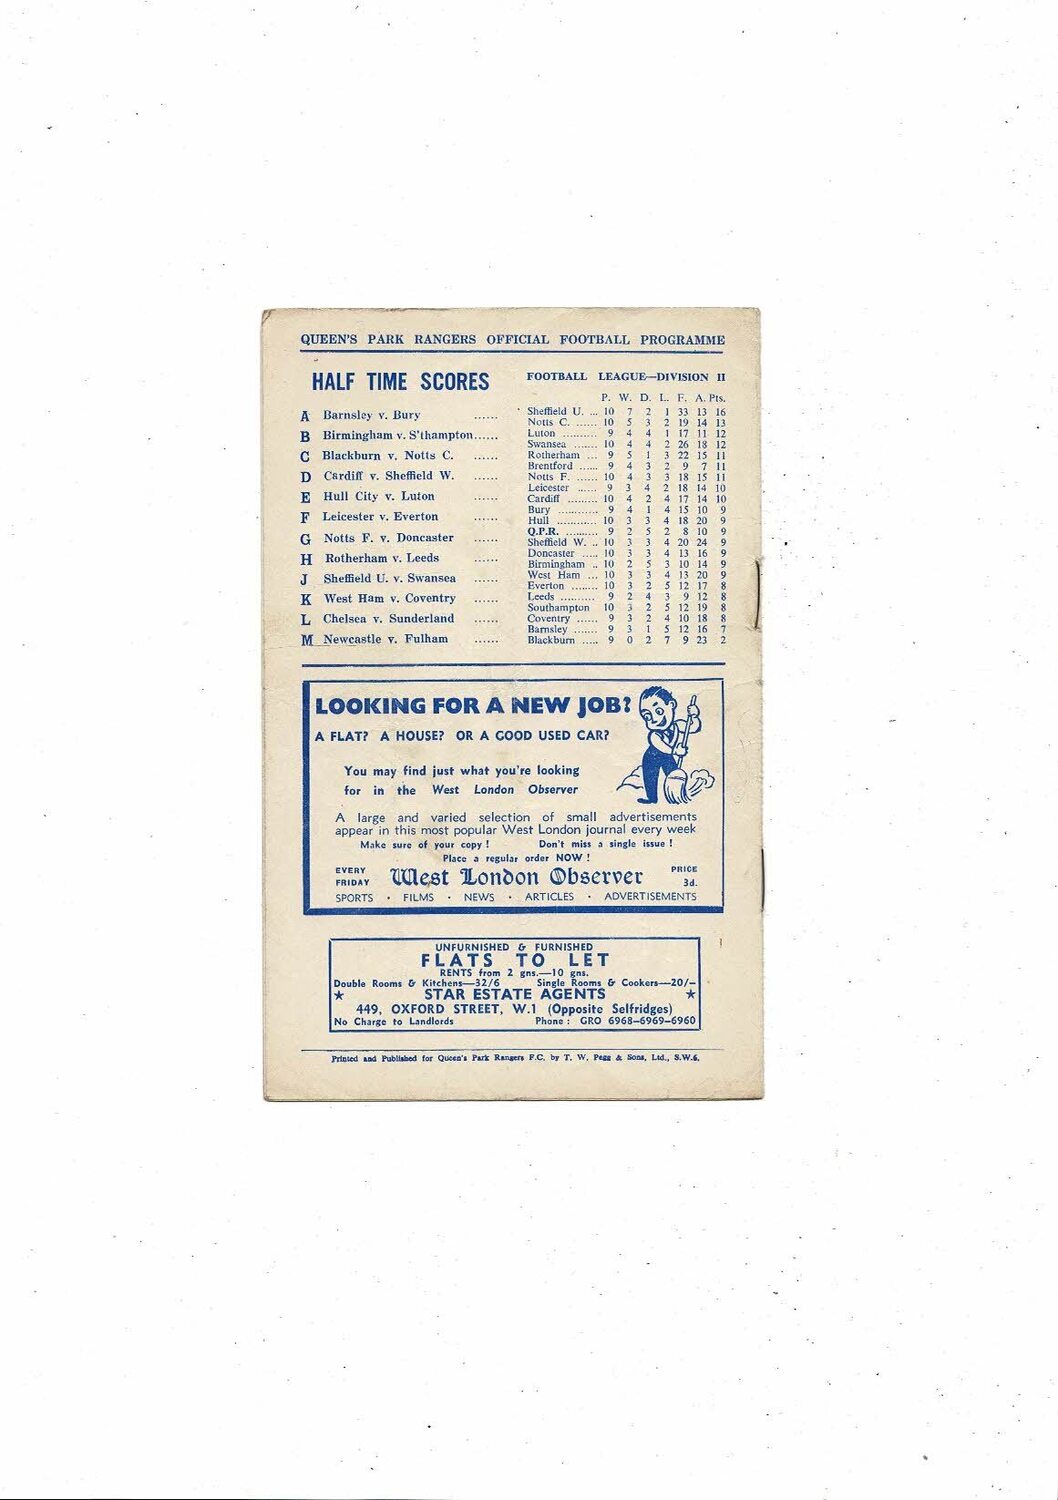 QUEEN'S PARK RANGERS OFFICIAL FOOTBALL PROGRAMME
HALF TIME SCORES
A Barnsley v. Bury ......
B Birmingham v. S'thampton......
C Blackburn v. Notts C. ......
D Cardiff v. Sheffield W. ......
E Hull City v. Luton ......
F Leicester v. Everton ......
G Notts F. v. Doncaster ......
H Rotherham v. Leeds ......
J Sheffield U. v. Swansea ......
K West Ham v. Coventry ......
L Chelsea v. Sunderland ......
M Newcastle v. Fulham ......
FOOTBALL LEAGUE—DIVISION II
P. W. D. L. F. A. Pts.
Sheffield U. ... 10 7 2 1 33 13 16
Notts C. ...... 10 5 3 2 19 14 13
Luton .......... 9 4 4 1 17 11 12
Swansea ....... 10 4 4 2 26 18 12
Rotherham ... 9 5 1 3 22 15 11
Brentford ...... 9 4 3 2 9 7 11
Notts F. ...... 10 4 3 3 18 15 11
Leicester ...... 9 3 4 2 18 14 10
Cardiff ......... 10 4 2 4 17 14 10
Bury ............ 9 4 1 4 15 10 9
Hull ............ 10 3 3 4 18 20 9
Q.P.R. .......... 9 2 5 2 8 10 9
Sheffield W. .. 10 3 3 4 20 24 9
Doncaster ..... 10 3 3 4 13 16 9
Birmingham .. 10 2 5 3 10 14 9
West Ham ... 10 3 3 4 13 20 9
Everton ........ 10 3 2 5 12 17 8
Leeds .......... 9 2 4 3 9 12 8
Southampton 10 3 2 5 12 19 8
Coventry ...... 9 3 2 4 10 18 8
Barnsley ....... 9 3 1 5 12 16 7
Blackburn ..... 9 0 2 7 9 23 2
LOOKING FOR A NEW JOB?
A FLAT? A HOUSE? OR A GOOD USED CAR?
You may find just what you're looking
for in the West London Observer
A large and varied selection of small advertisements
appear in this most popular West London journal every week
Make sure of your copy ! Don't miss a single issue !
Place a regular order NOW !
EVERY FRIDAY West London Observer PRICE 3d.
SPORTS · FILMS · NEWS · ARTICLES · ADVERTISEMENTS
UNFURNISHED & FURNISHED
FLATS TO LET
RENTS from 2 gns.—10 gns.
Double Rooms & Kitchens—32/6 Single Rooms & Cookers—20/-
★ STAR ESTATE AGENTS ★
449, OXFORD STREET, W.1 (Opposite Selfridges)
No Charge to Landlords Phone : GRO 6968-6969-6960
Printed and Published for Queen's Park Rangers F.C. by T. W. Pegg & Sons, Ltd., S.W.6.